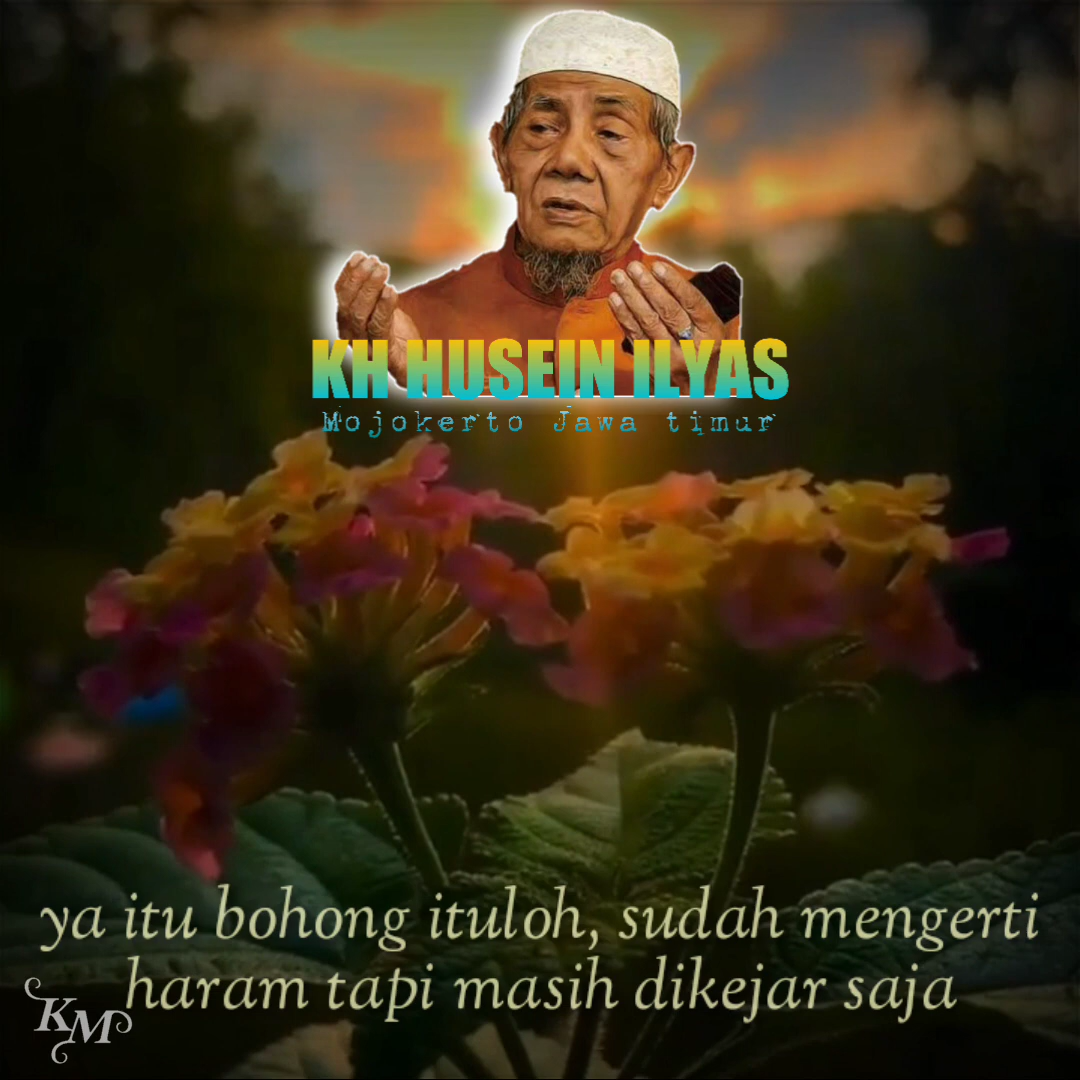 KH HUSEIN ILYAS
Mojokerto Jawa timur
ya itu bohong ituloh, sudah mengerti
haram tapi masih dikejar saja
KM